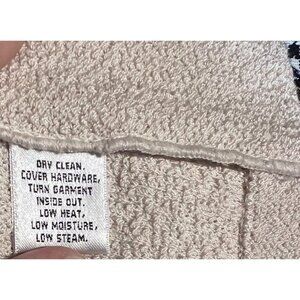 DRY CLEAN.
COVER HARDWARE,
TURN GARMENT
INSIDE OUT.
LOW HEAT,
LOW MOISTURE,
LOW STEAM.